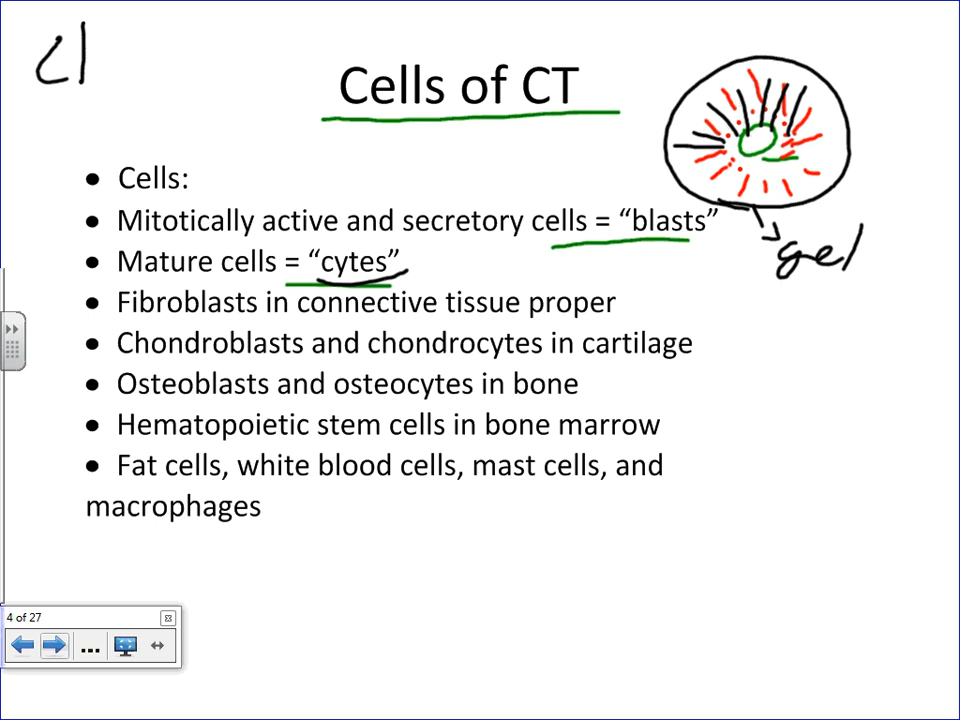 Cells of CT
• Cells:
• Mitotically active and secretory cells = “blasts”
gel
• Mature cells = “cytes”
• Fibroblasts in connective tissue proper
• Chondroblasts and chondrocytes in cartilage
• Osteoblasts and osteocytes in bone
• Hematopoietic stem cells in bone marrow
• Fat cells, white blood cells, mast cells, and
macrophages
4 of 27
...